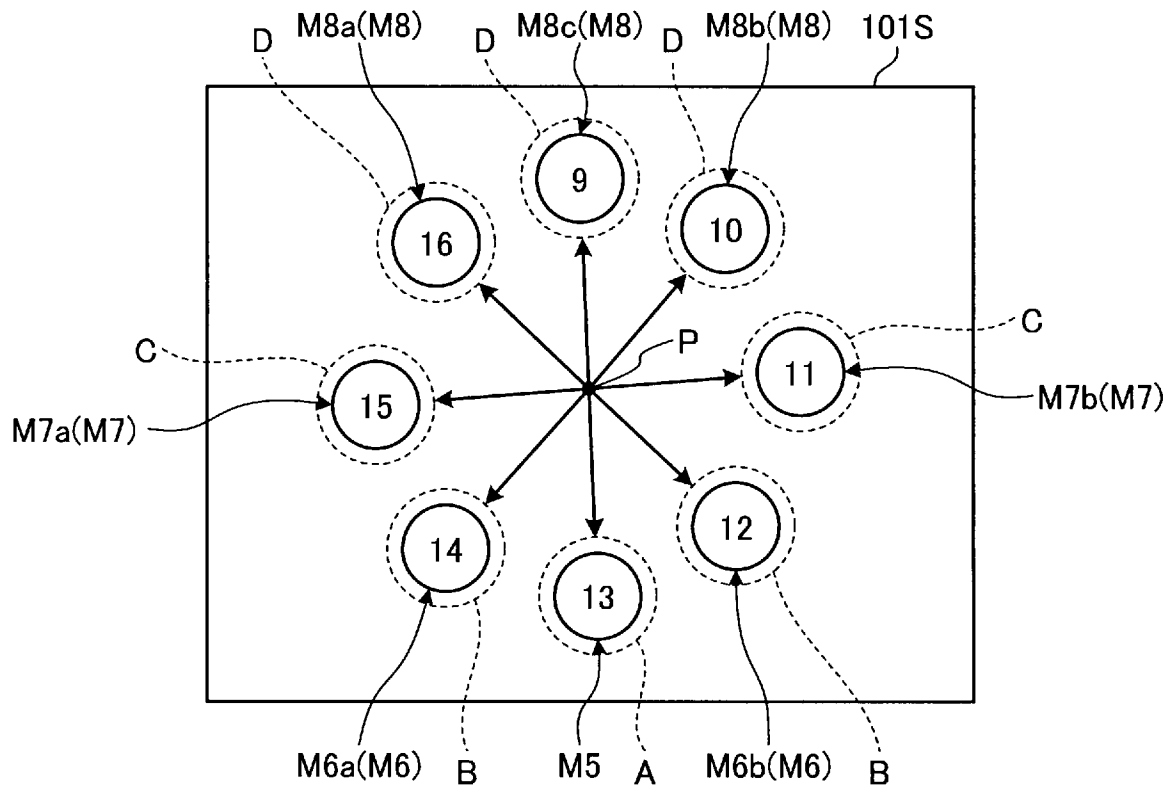 M8a(M8) M8c(M8) M8b(M8) 101S
D D D
9
16 10
P C
C 11
15 M7b(M7)
M7a(M7)
12
14
13
M6a(M6) B M5 A M6b(M6) B